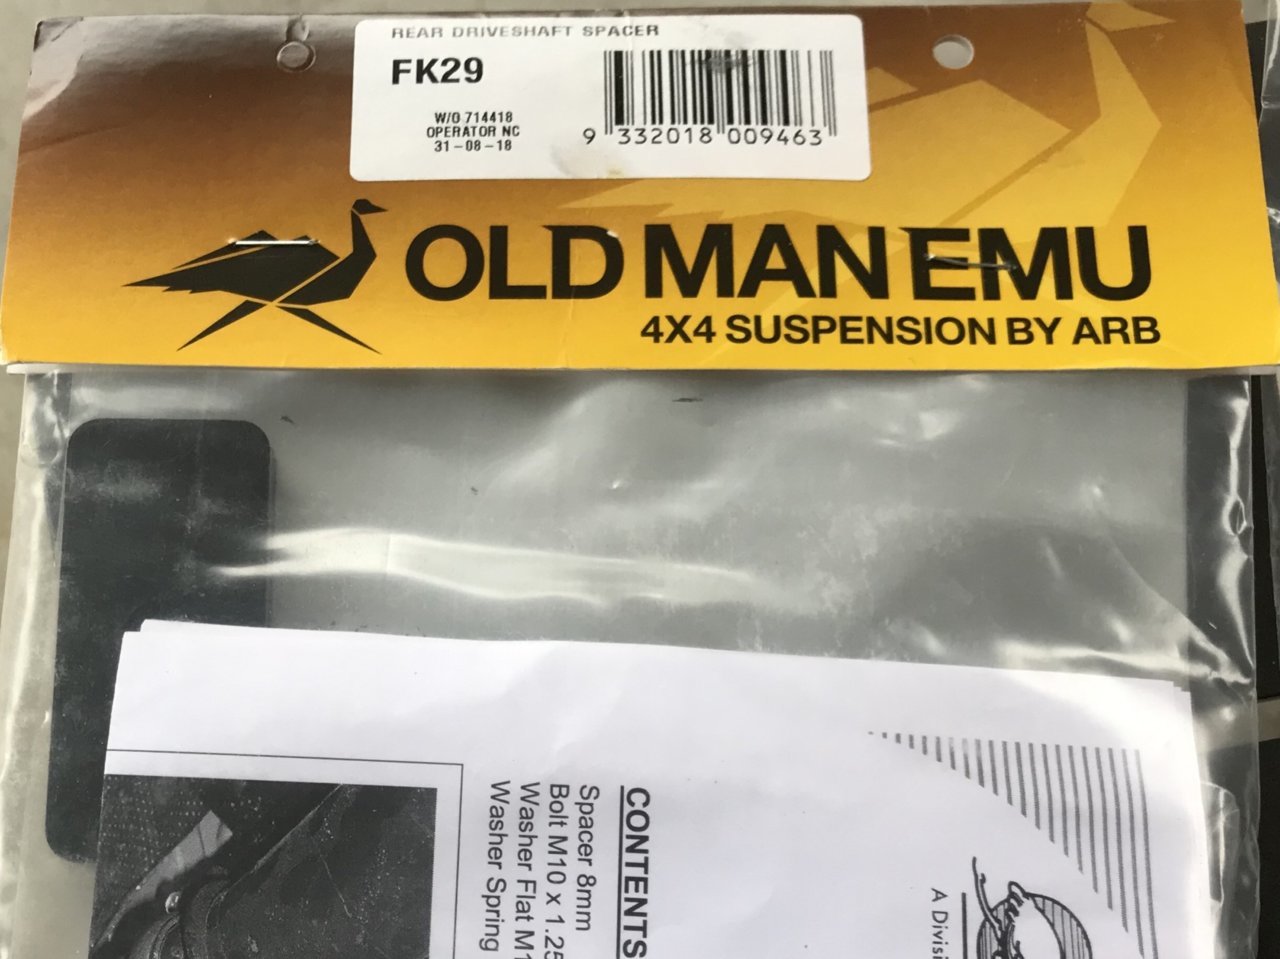 REAR DRIVESHAFT SPACER
FK29
W/O 714418
OPERATOR NC
31-08-18
9 332018 009463
OLD MAN EMU
4X4 SUSPENSION BY ARB
CONTENTS
Spacer 8mm
Bolt M10 x 1.25
Washer Flat
Washer Spring
A